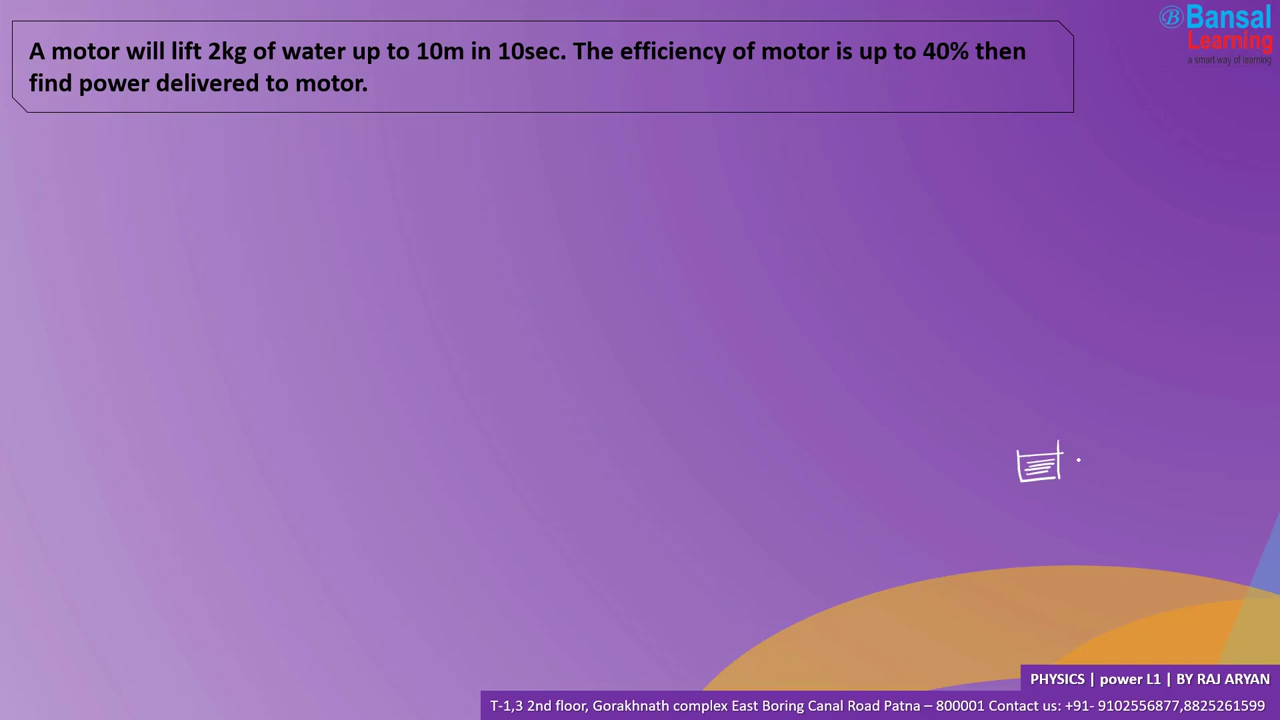 A motor will lift 2kg of water up to 10m in 10sec. The efficiency of motor is up to 40% then
find power delivered to motor.
B Bansal
Learning
a smart way of learning
PHYSICS | power L1 | BY RAJ ARYAN
T-1,3 2nd floor, Gorakhnath complex East Boring Canal Road Patna – 800001 Contact us: +91- 9102556877,8825261599